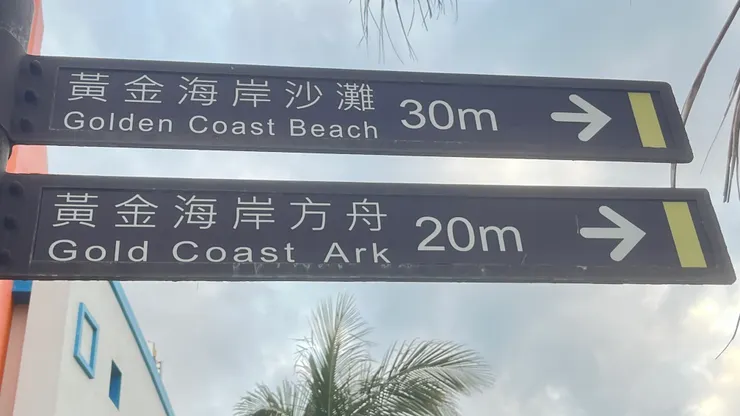 黃金海岸沙灘 30m
Golden Coast Beach
黃金海岸方舟 20m
Gold Coast Ark